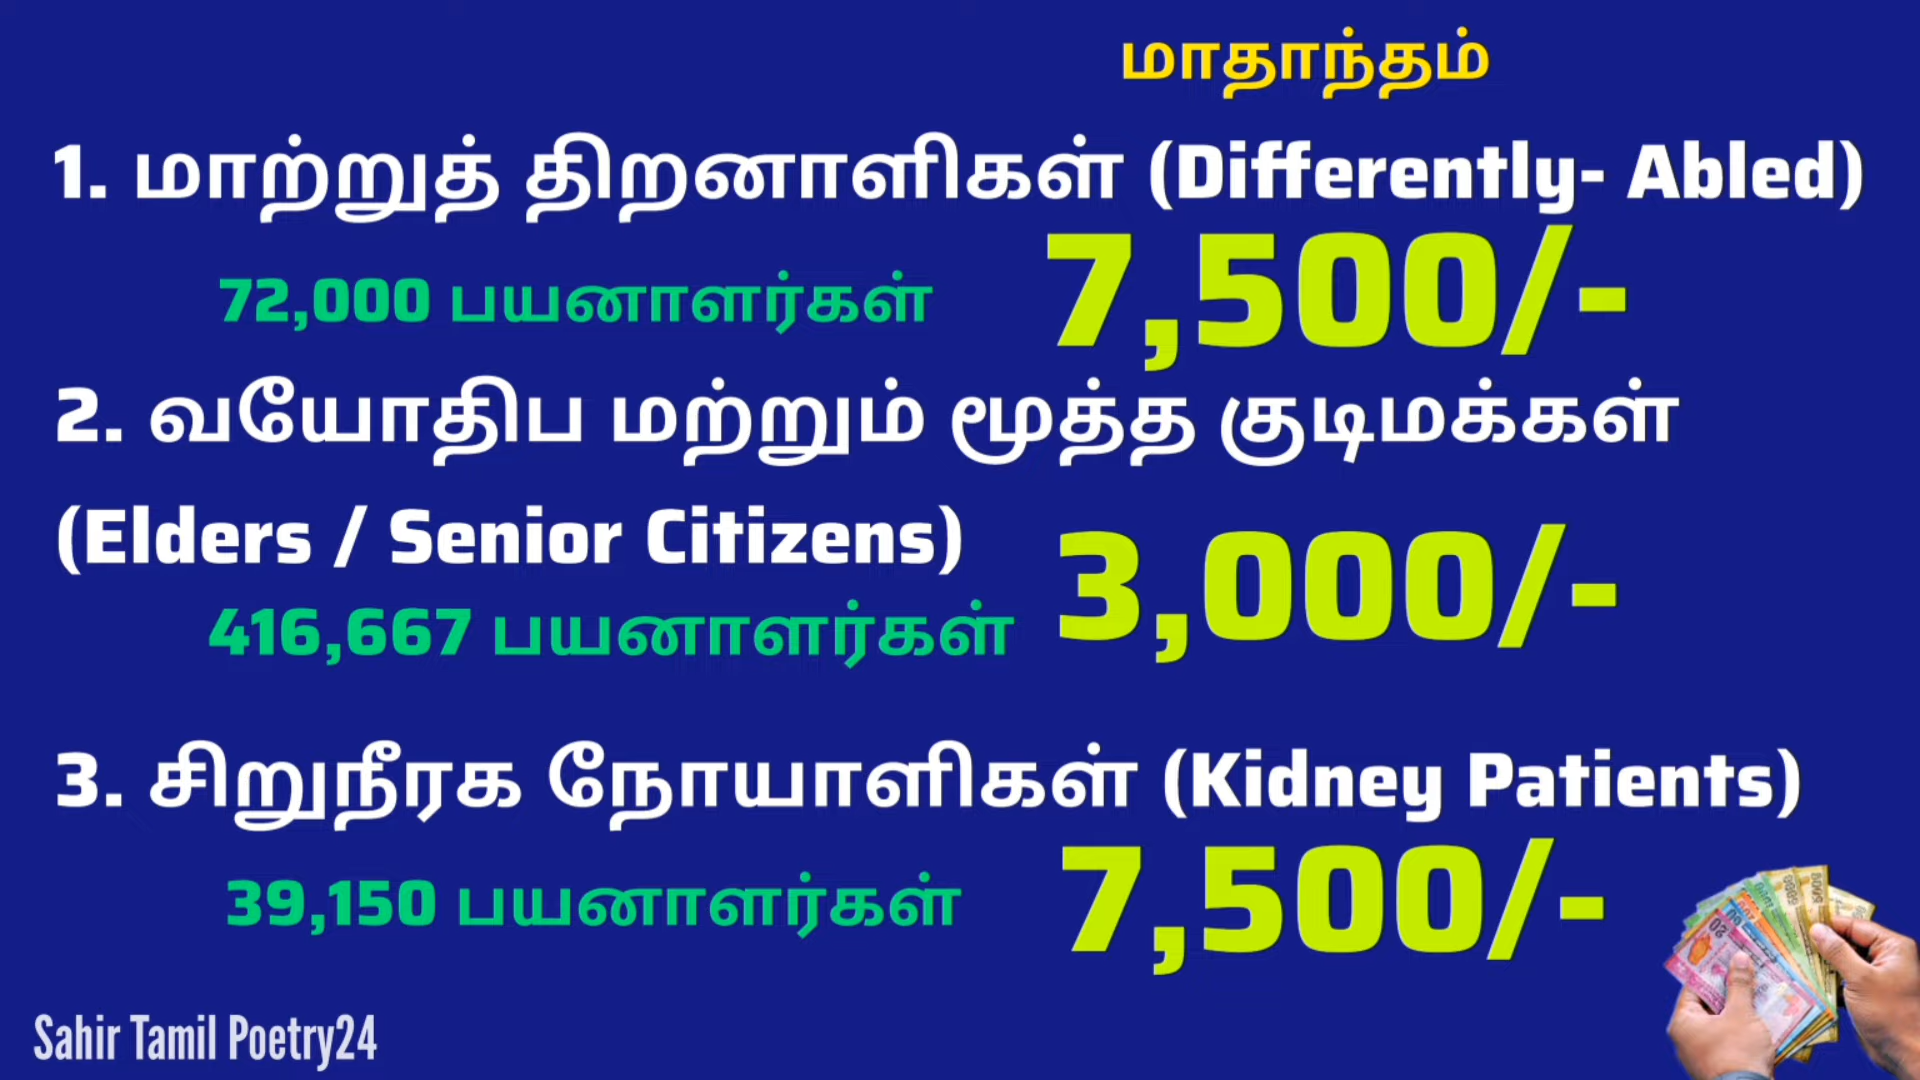 மாதாந்தம்
1. மாற்றுத் திறனாளிகள் (Differently- Abled)
72,000 பயனாளர்கள் 7,500/-
2. வயோதிப மற்றும் மூத்த குடிமக்கள்
(Elders / Senior Citizens) 3,000/-
416,667 பயனாளர்கள்
3. சிறுநீரக நோயாளிகள் (Kidney Patients)
39,150 பயனாளர்கள் 7,500/-
Sahir Tamil Poetry24